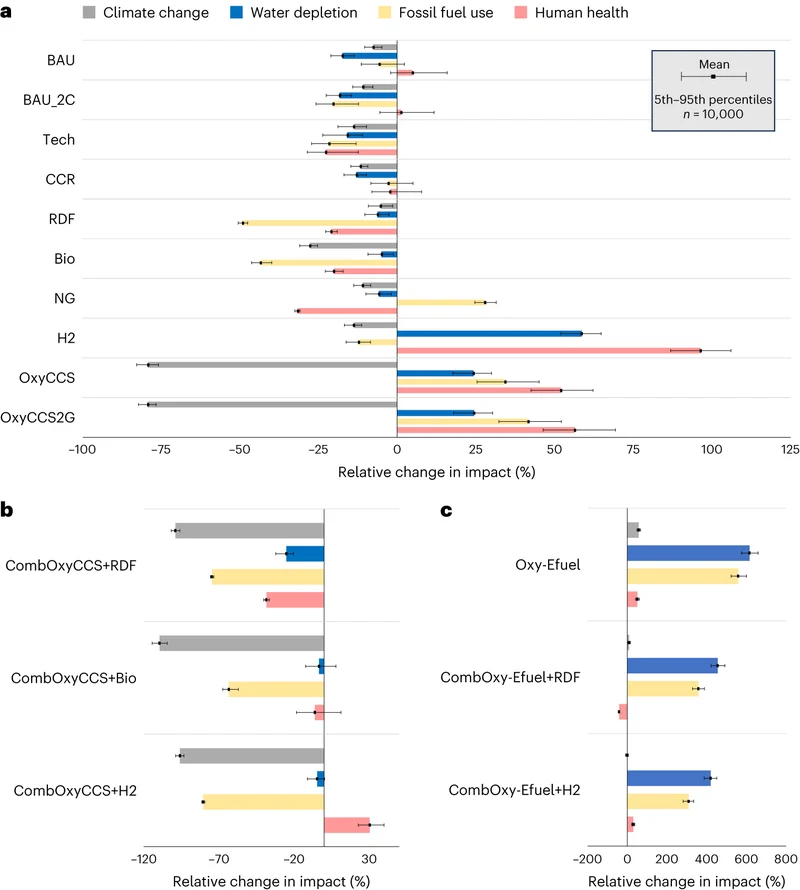 a
Climate change Water depletion Fossil fuel use Human health
BAU
BAU_2C
Tech
CCR
RDF
Bio
NG
H2
OxyCCS
OxyCCS2G
Mean
5th–95th percentiles
n = 10,000
−100 −75 −50 −25 0 25 50 75 100 125
Relative change in impact (%)
b
CombOxyCCS+RDF
CombOxyCCS+Bio
CombOxyCCS+H2
−120 −70 −20 30
Relative change in impact (%)
c
Oxy-Efuel
CombOxy-Efuel+RDF
CombOxy-Efuel+H2
−200 0 200 400 600 800
Relative change in impact (%)